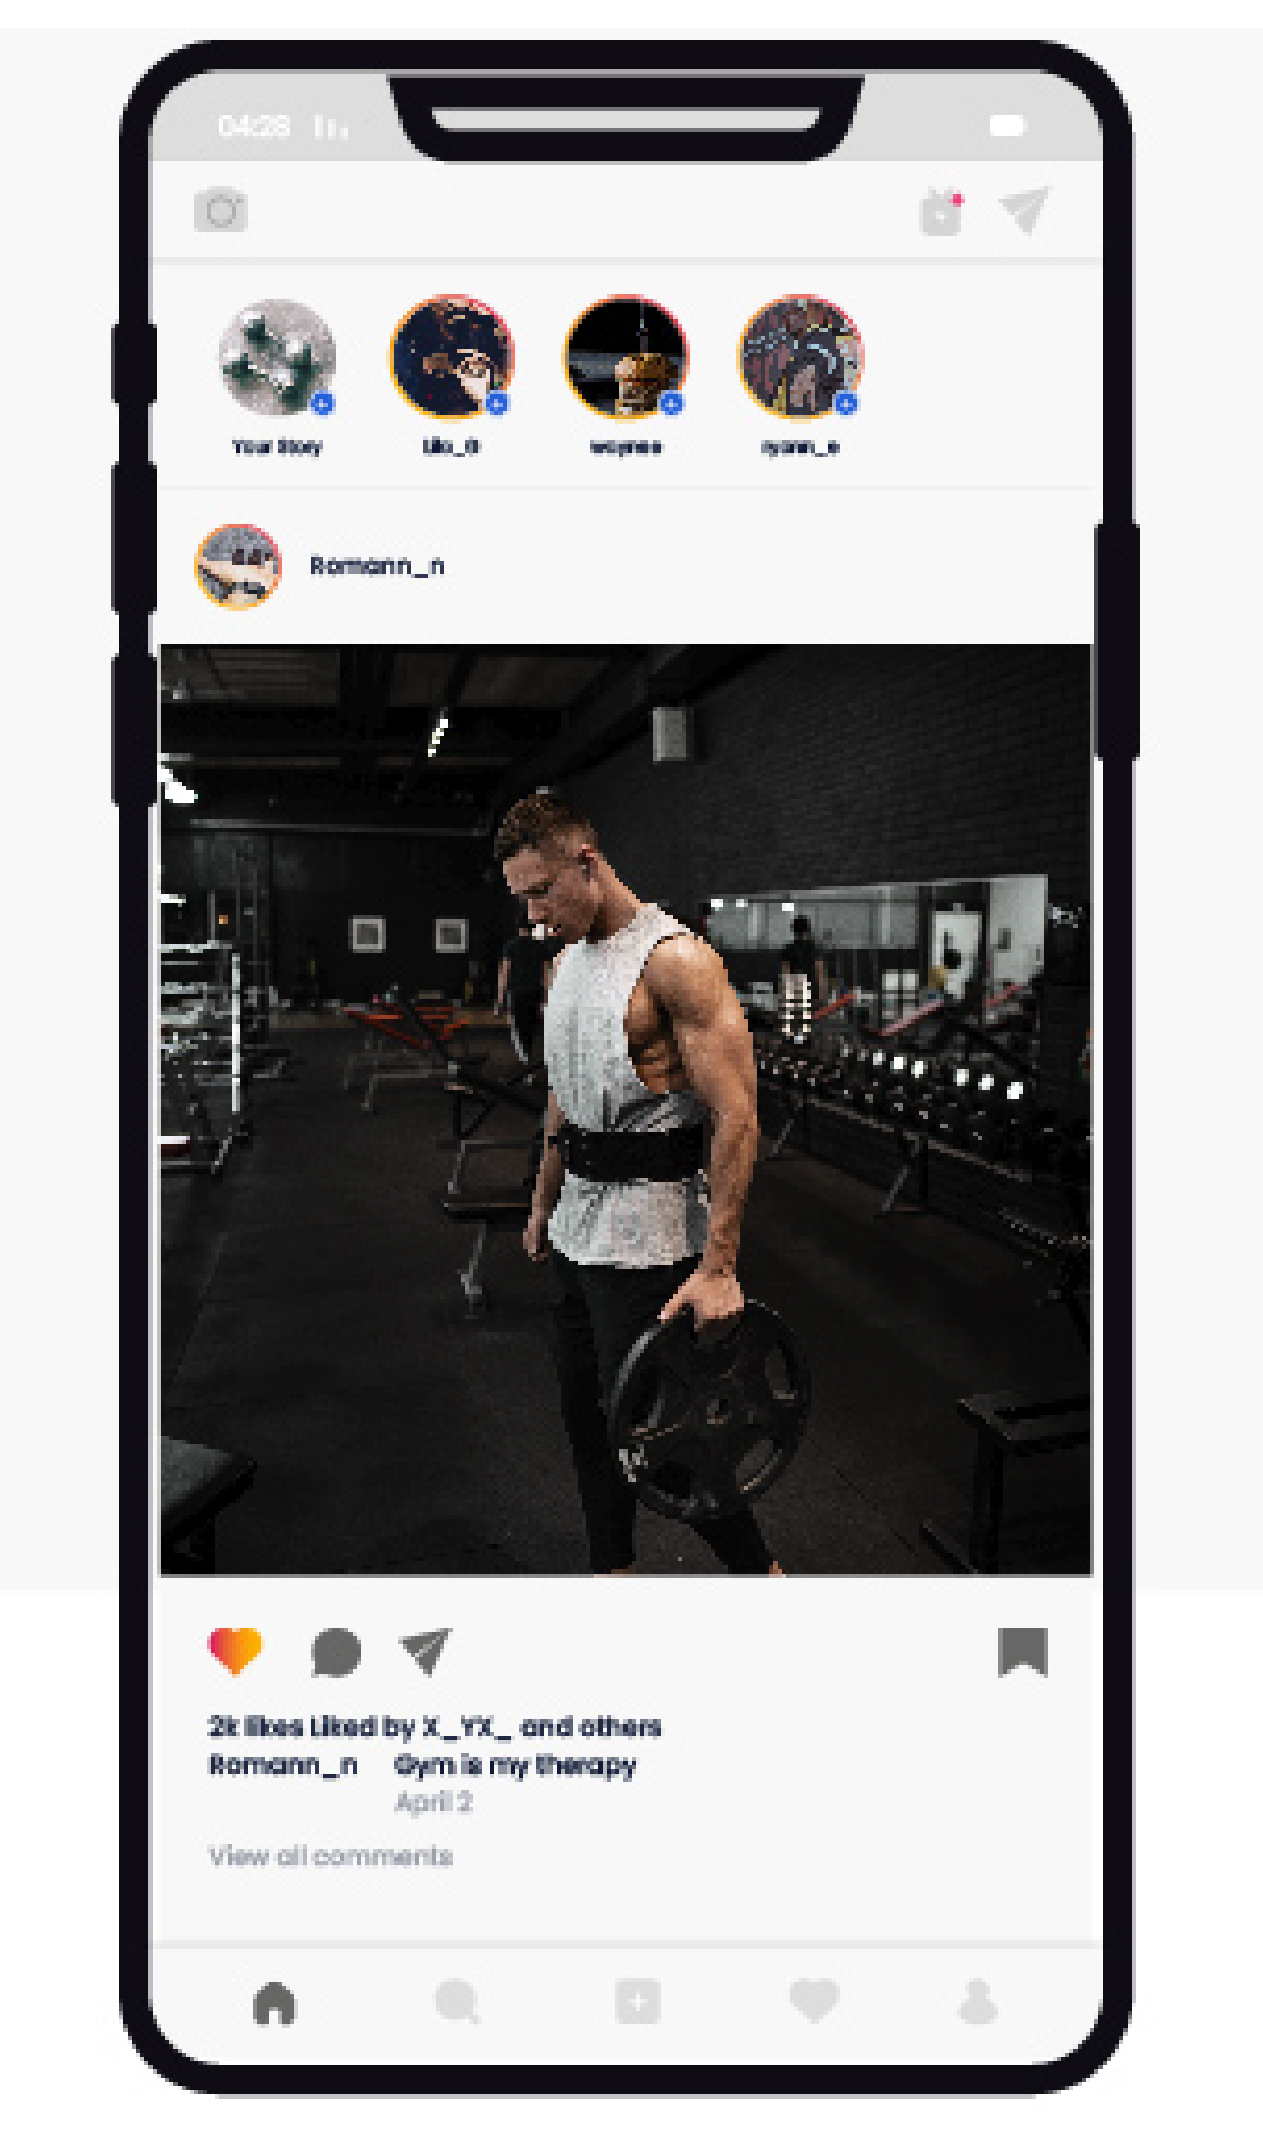 04:28
Your Story
Lila_G
waynee
ryann_e
Romann_n
2k likes Liked by X_YX_ and others
Romann_n Gym is my therapy
April 2
View all comments